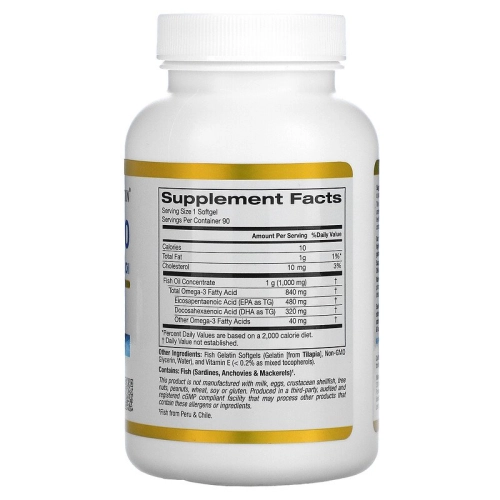 Supplement Facts
Serving Size 1 Softgel
Servings Per Container 90
Amount Per Serving %Daily Value
Calories 10
Total Fat 1g 1%*
Cholesterol 10 mg 3%
Fish Oil Concentrate 1 g (1,000 mg) †
Total Omega-3 Fatty Acid 840 mg †
Eicosapentaenoic Acid (EPA as TG) 480 mg †
Docosahexaenoic Acid (DHA as TG) 320 mg †
Other Omega-3 Fatty Acids 40 mg †
*Percent Daily Values are based on a 2,000 calorie diet.
† Daily Value not established.
Other Ingredients: Fish Gelatin Softgels (Gelatin [from Tilapia], Non-GMO
Glycerin, Water), and Vitamin E (< 0.2% as mixed tocopherols).
Contains: Fish (Sardines, Anchovies & Mackerels)¹.
This product is not manufactured with milk, eggs, crustacean shellfish, tree
nuts, peanuts, wheat, soy or gluten. Produced in a third-party, audited and
registered cGMP compliant facility that may process other products that
contain these allergens or ingredients.
¹Fish from Peru & Chile.